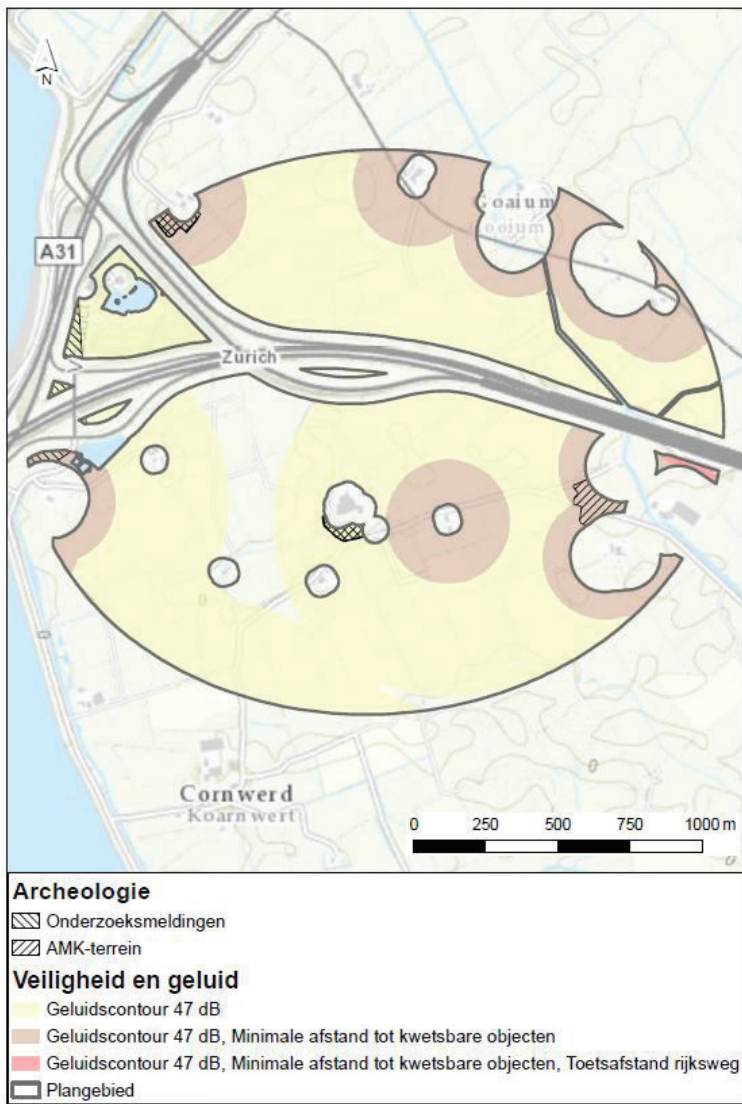 N
A31
Goaium
Zürich
Cornwerd
Koarnwert
0 250 500 750 1000 m
Archeologie
Onderzoeksmeldingen
AMK-terrein
Veiligheid en geluid
Geluidscontour 47 dB
Geluidscontour 47 dB, Minimale afstand tot kwetsbare objecten
Geluidscontour 47 dB, Minimale afstand tot kwetsbare objecten, Toetsafstand rijksweg
Plangebied